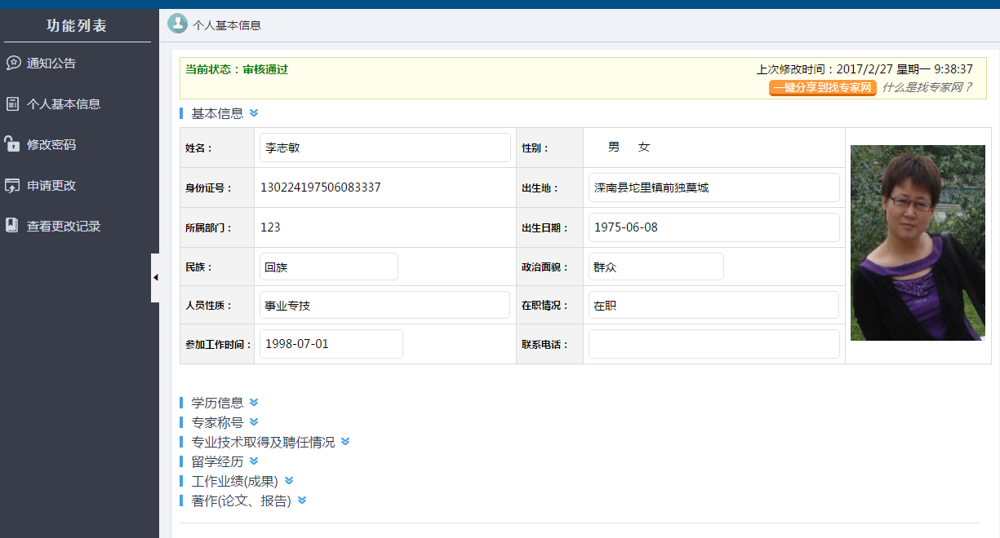 功能列表
通知公告
个人基本信息
修改密码
申请更改
查看更改记录
个人基本信息
当前状态：审核通过
上次修改时间：2017/2/27 星期一 9:38:37
一键分享到找专家网 什么是找专家网？
基本信息
姓名： 李志敏 性别： 男 女
身份证号： 130224197506083337 出生地： 滦南县坨里镇前独莫城
所属部门： 123 出生日期： 1975-06-08
民族： 回族 政治面貌： 群众
人员性质： 事业专技 在职情况： 在职
参加工作时间： 1998-07-01 联系电话：
学历信息
专家称号
专业技术取得及聘任情况
留学经历
工作业绩(成果)
著作(论文、报告)